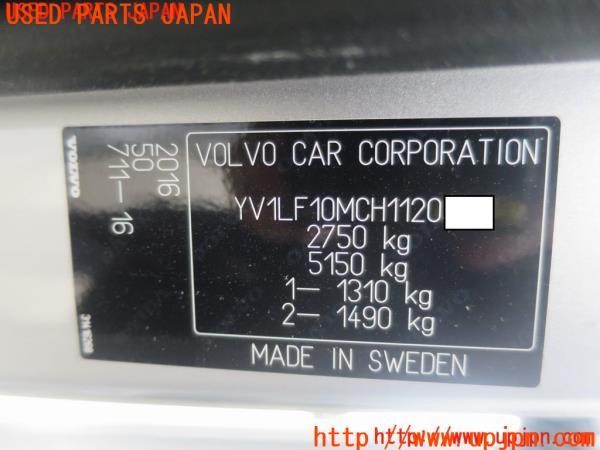 USED PARTS JAPAN
VOLVO
2016
50
711-16
VOLVO CAR CORPORATION
YV1LF10MCH1120
2750 kg
5150 kg
1- 1310 kg
2- 1490 kg
MADE IN SWEDEN
http://www.upjpn.com/